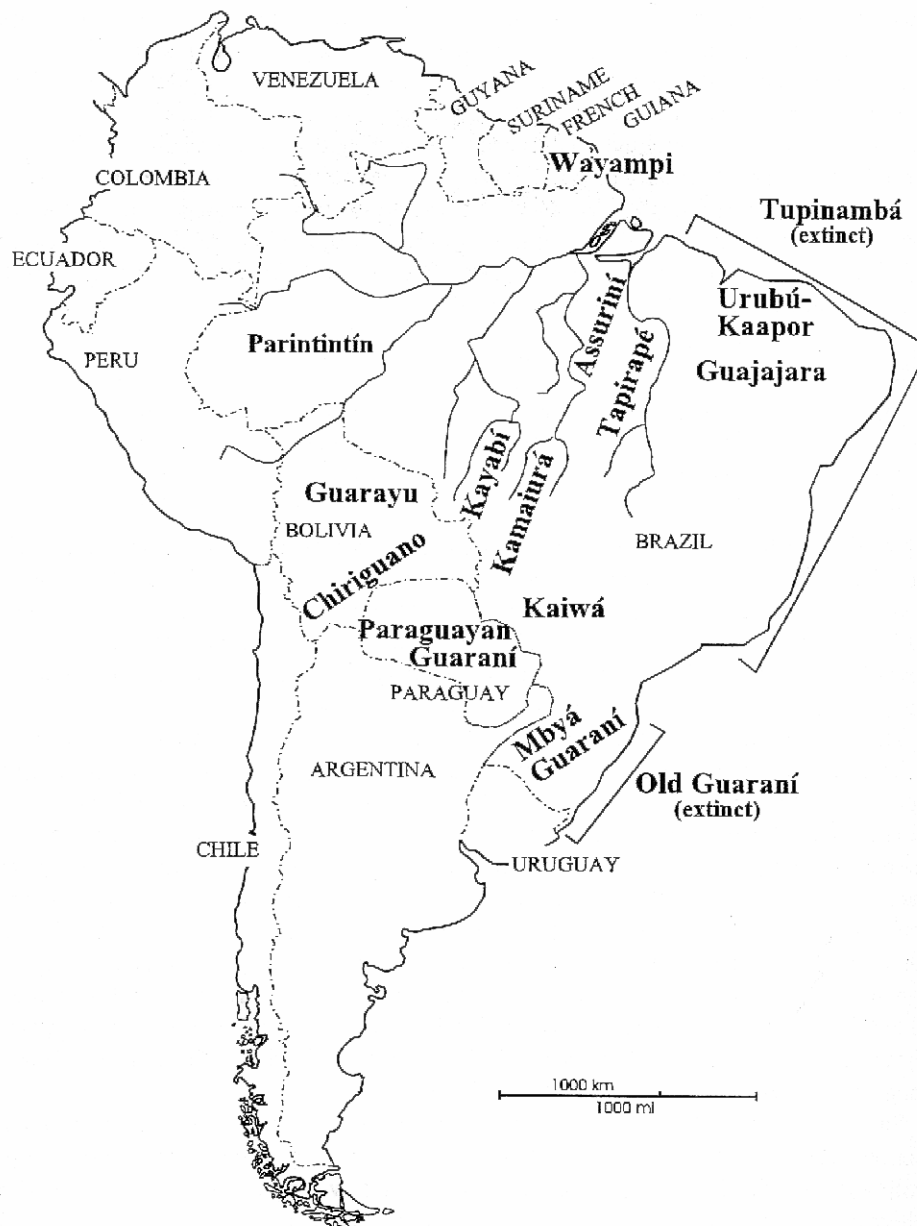 VENEZUELA
GUYANA
SURINAME
FRENCH
GUIANA
Wayampi
COLOMBIA
Tupinambá
(extinct)
ECUADOR
Urubú-
Kaapor
Assuriní
Parintintín
PERU
Tapirapé
Guajajara
Kayabí
Kamaiurá
Guarayu
BOLIVIA
BRAZIL
Chiriguano
Kaiwá
Paraguayan
Guaraní
PARAGUAY
Mbyá
Guaraní
ARGENTINA
Old Guaraní
(extinct)
CHILE
URUGUAY
1000 km
1000 ml